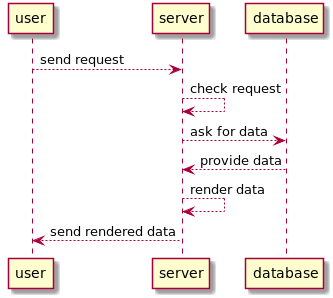 user server database
send request
check request
ask for data
provide data
render data
send rendered data
user server database